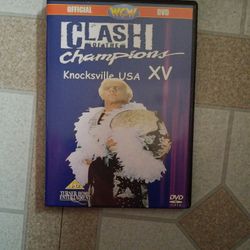 OFFICIAL WCW DVD
CLASH
OF THE
Champions
Knocksville USA XV
TURNER HOME
ENTERTAINMENT
DVD